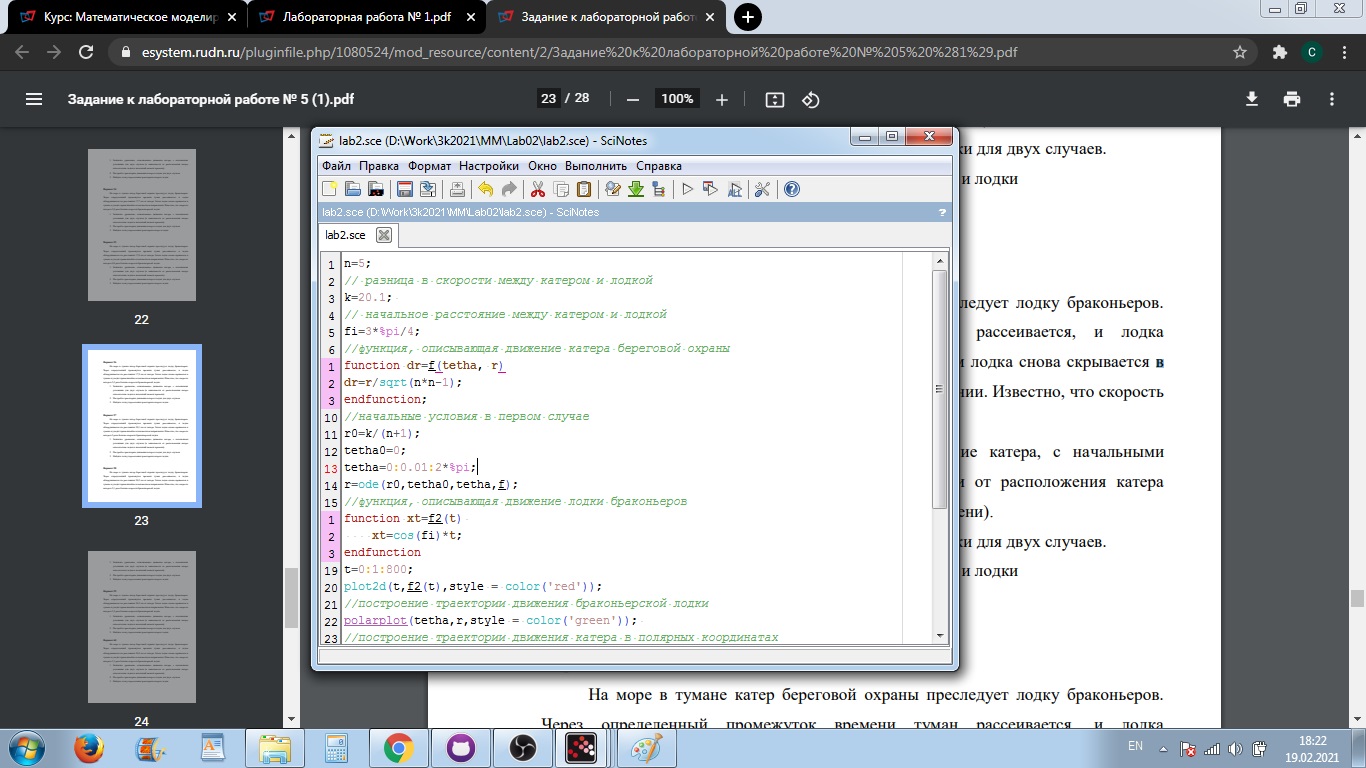 Курс: Математическое моделир
Лабораторная работа № 1.pdf
Задание к лабораторной работ
esystem.rudn.ru/pluginfile.php/1080524/mod_resource/content/2/Задание%20к%20лабораторной%20работе%20№%205%20%281%29.pdf
C
Задание к лабораторной работе № 5 (1).pdf
23 / 28
100%
22
23
24
lab2.sce (D:\Work\3k2021\MM\Lab02\lab2.sce) - SciNotes
Файл Правка Формат Настройки Окно Выполнить Справка
lab2.sce (D:\Work\3k2021\MM\Lab02\lab2.sce) - SciNotes
?
lab2.sce
1 n=5;
2 // разница в скорости между катером и лодкой
3 k=20.1;
4 // начальное расстояние между катером и лодкой
5 fi=3*%pi/4;
6 //функция, описывающая движение катера береговой охраны
1 function dr=f(tetha, r)
2 dr=r/sqrt(n*n-1);
3 endfunction;
10 //начальные условия в первом случае
11 r0=k/(n+1);
12 tetha0=0;
13 tetha=0:0.01:2*%pi;
14 r=ode(r0,tetha0,tetha,f);
15 //функция, описывающая движение лодки браконьеров
1 function xt=f2(t)
2 xt=cos(fi)*t;
3 endfunction
19 t=0:1:800;
20 plot2d(t,f2(t),style = color('red'));
21 //построение траектории движения браконьерской лодки
22 polarplot(tetha,r,style = color('green'));
23 //построение траектории движения катера в полярных координатах
ки для двух случаев.
и лодки
ледует лодку браконьеров.
рассеивается, и лодка
и лодка снова скрывается в
нии. Известно, что скорость
ие катера, с начальными
и от расположения катера
ени).
ки для двух случаев.
и лодки
На море в тумане катер береговой охраны преследует лодку браконьеров.
Через определенный промежуток времени туман рассеивается, и лодка
EN
18:22
19.02.2021